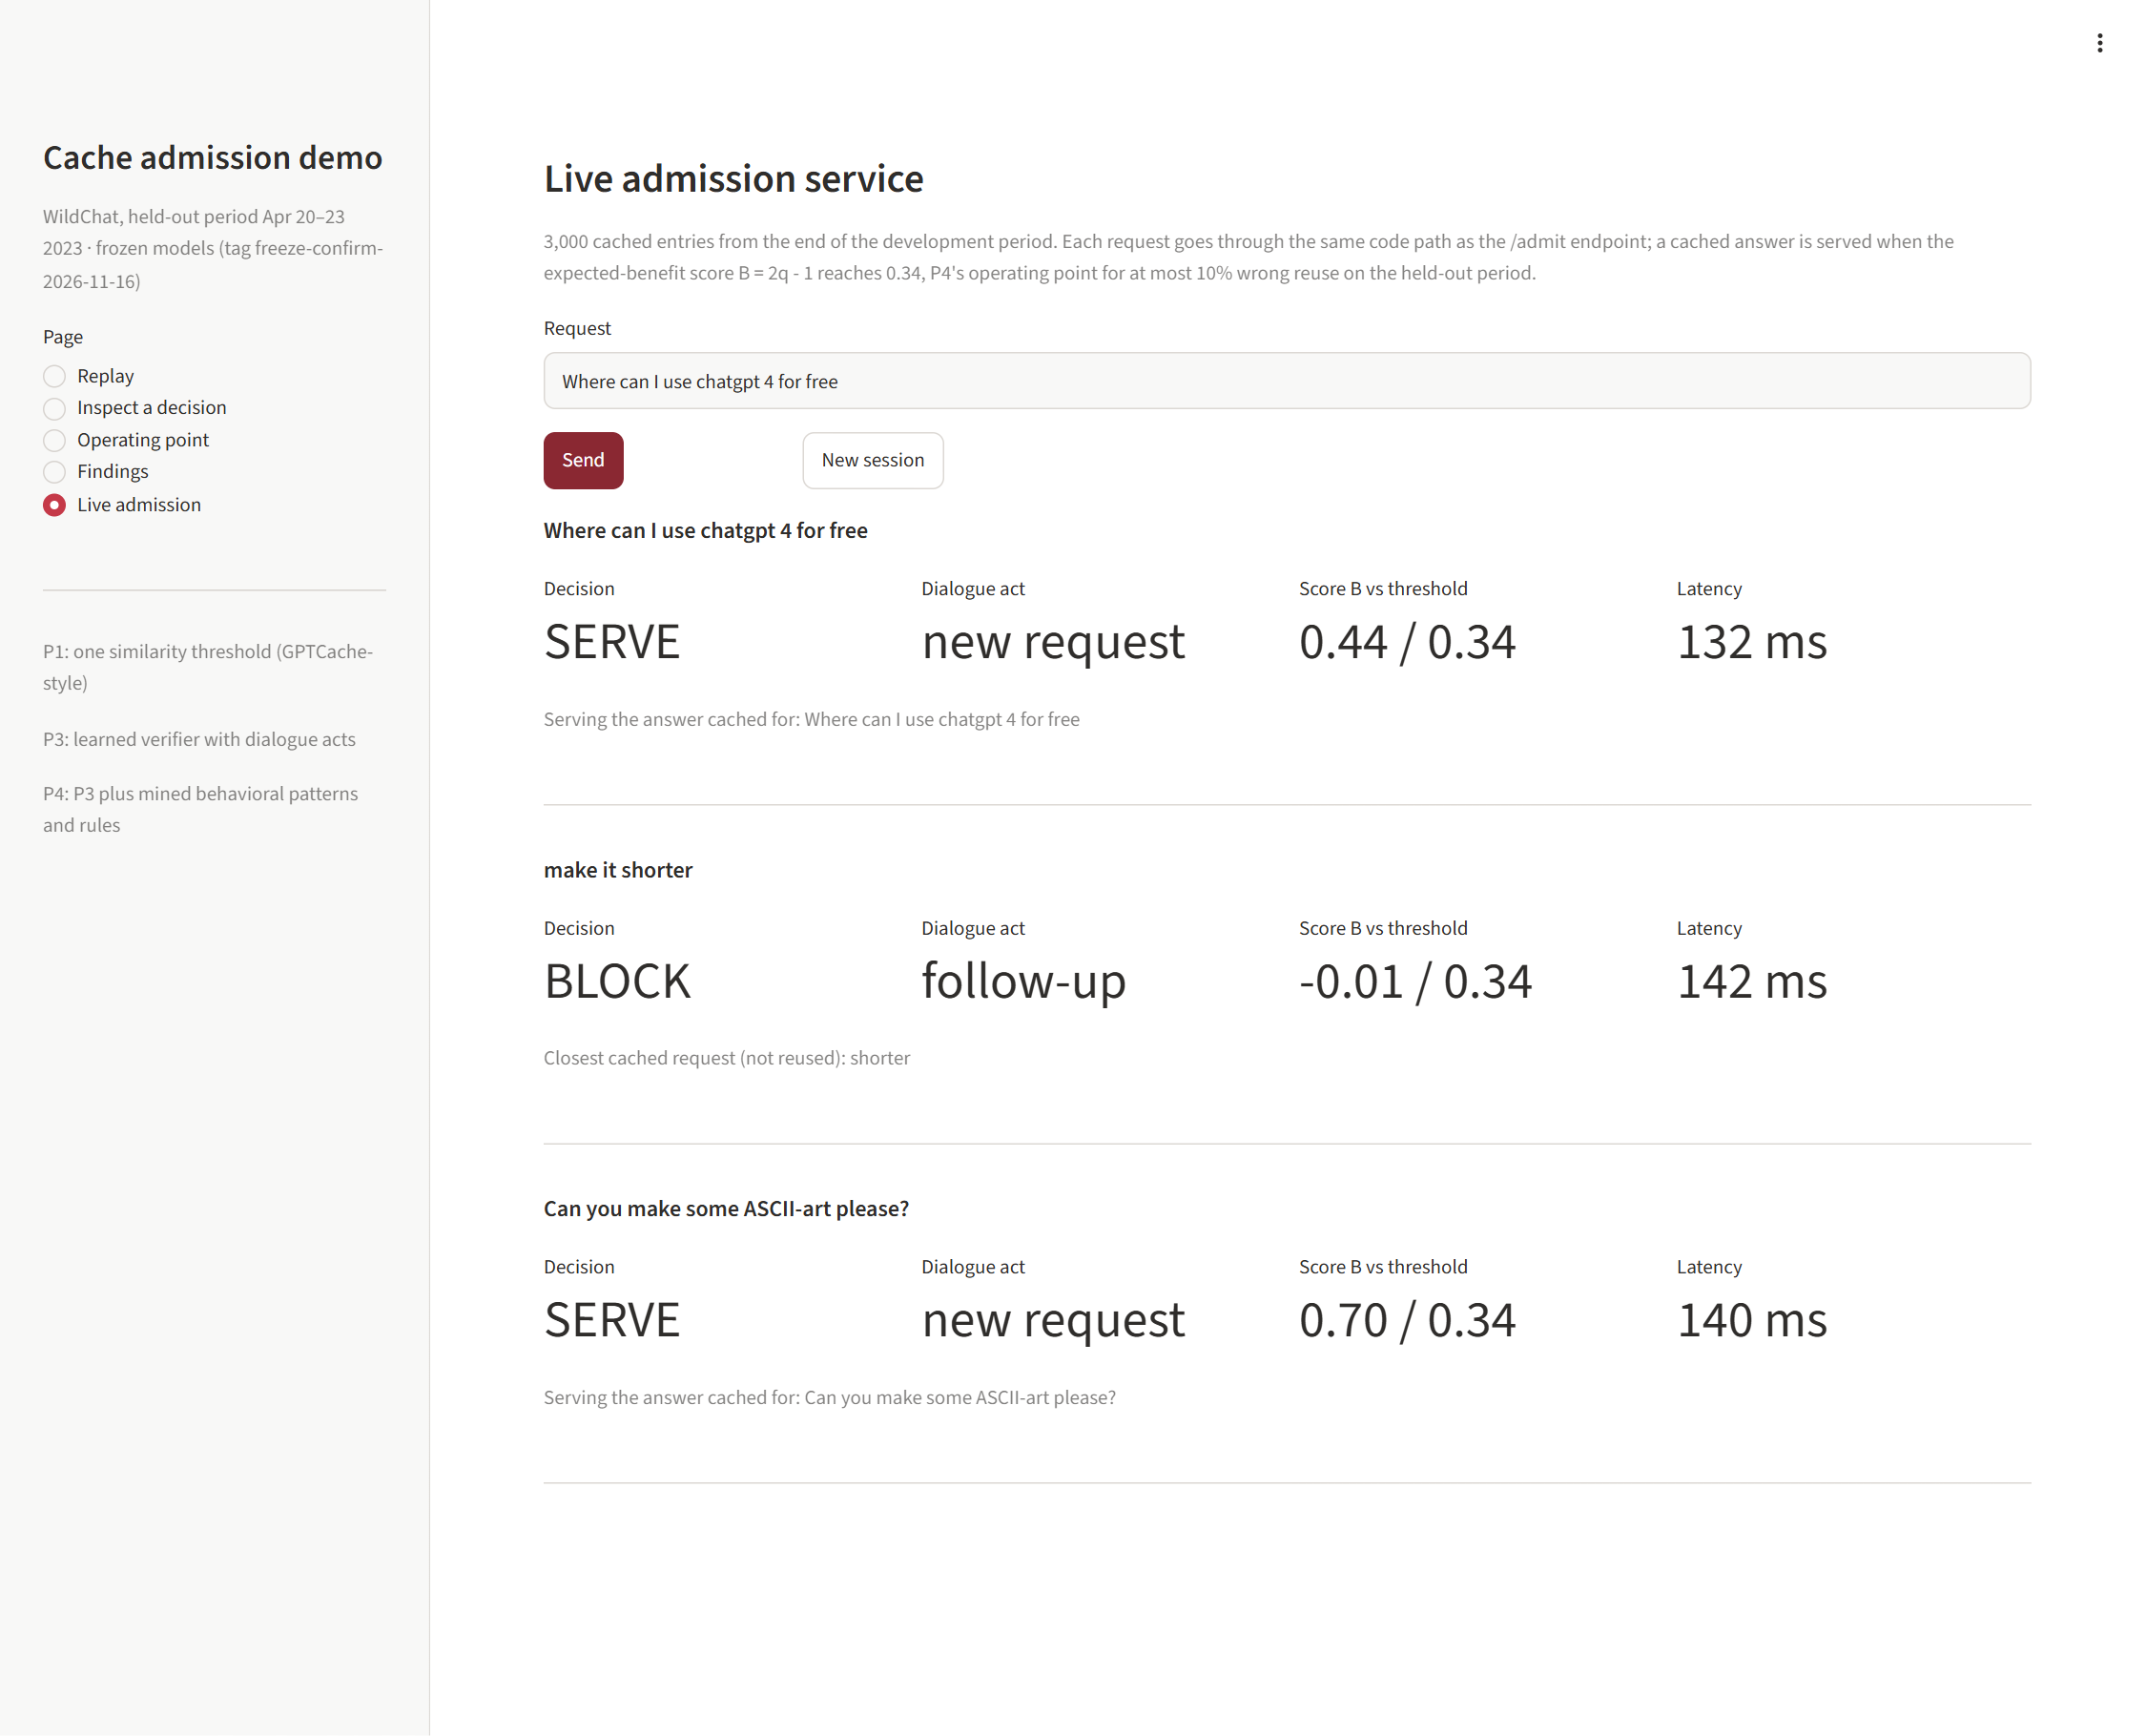 Cache admission demo
WildChat, held-out period Apr 20–23
2023 · frozen models (tag freeze-confirm-
2026-11-16)
Page
Replay
Inspect a decision
Operating point
Findings
Live admission
P1: one similarity threshold (GPTCache-
style)
P3: learned verifier with dialogue acts
P4: P3 plus mined behavioral patterns
and rules
Live admission service
3,000 cached entries from the end of the development period. Each request goes through the same code path as the /admit endpoint; a cached answer is served when the
expected-benefit score B = 2q - 1 reaches 0.34, P4's operating point for at most 10% wrong reuse on the held-out period.
Request
Where can I use chatgpt 4 for free
Send New session
Where can I use chatgpt 4 for free
Decision Dialogue act Score B vs threshold Latency
SERVE new request 0.44 / 0.34 132 ms
Serving the answer cached for: Where can I use chatgpt 4 for free
make it shorter
Decision Dialogue act Score B vs threshold Latency
BLOCK follow-up -0.01 / 0.34 142 ms
Closest cached request (not reused): shorter
Can you make some ASCII-art please?
Decision Dialogue act Score B vs threshold Latency
SERVE new request 0.70 / 0.34 140 ms
Serving the answer cached for: Can you make some ASCII-art please?